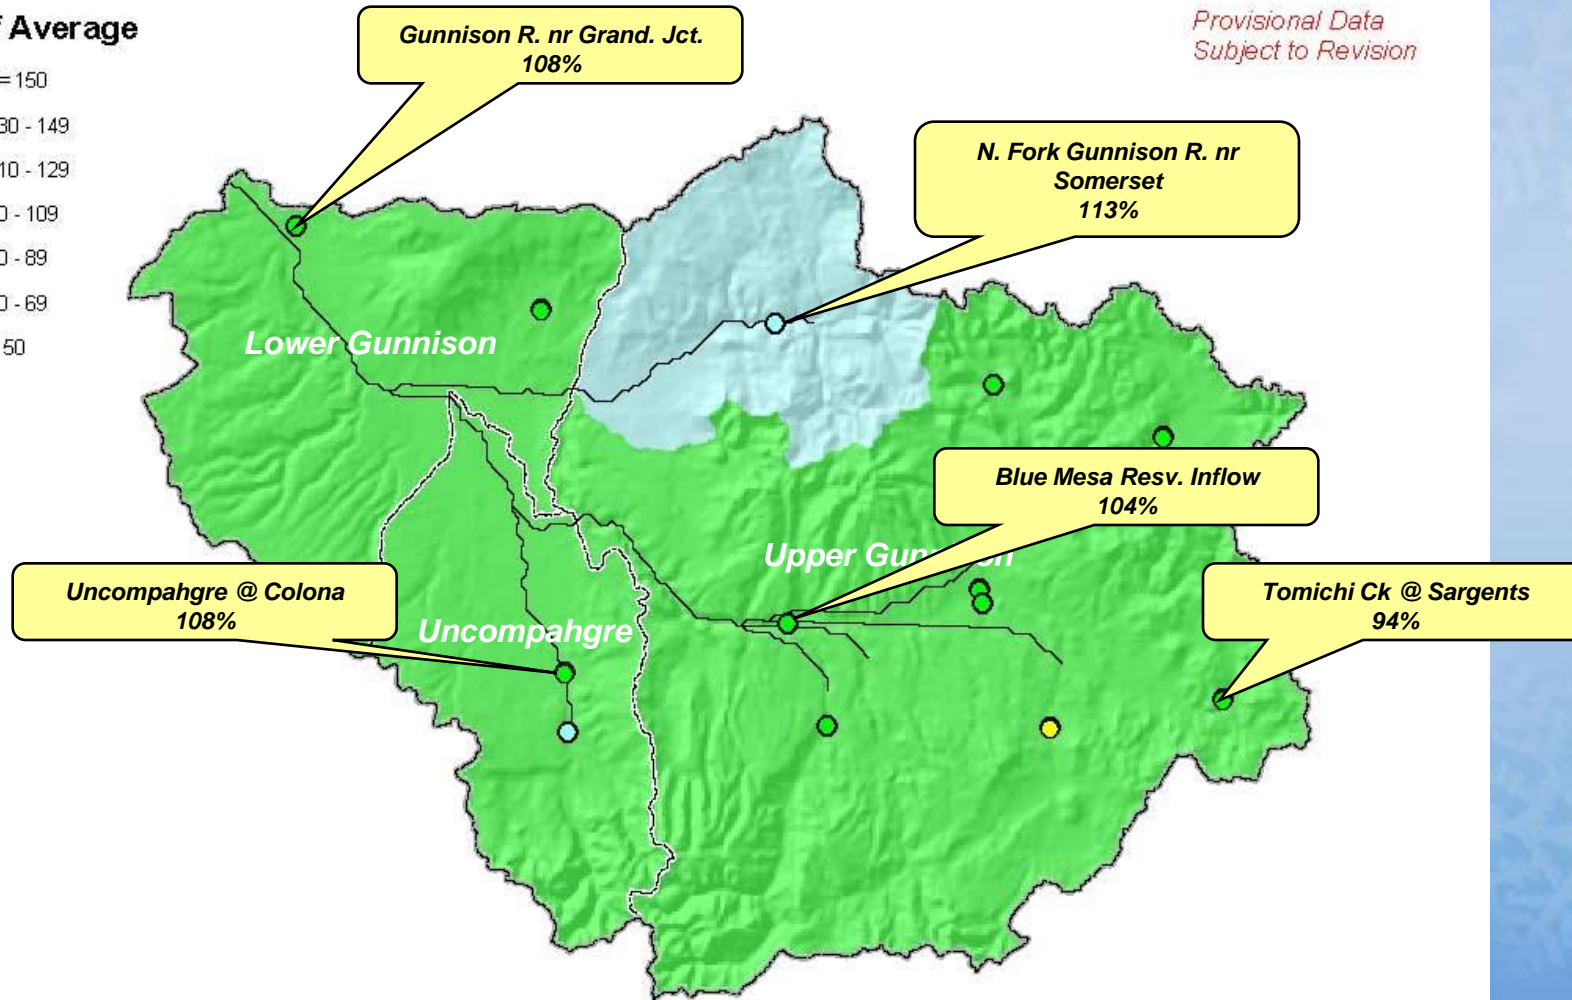 Average
Provisional Data
Subject to Revision
= 150
30 - 149
10 - 129
0 - 109
0 - 89
0 - 69
50
Gunnison R. nr Grand. Jct.
108%
N. Fork Gunnison R. nr
Somerset
113%
Lower Gunnison
Blue Mesa Resv. Inflow
104%
Upper
Uncompahgre @ Colona
108%
Tomichi Ck @ Sargents
94%
Uncompahgre